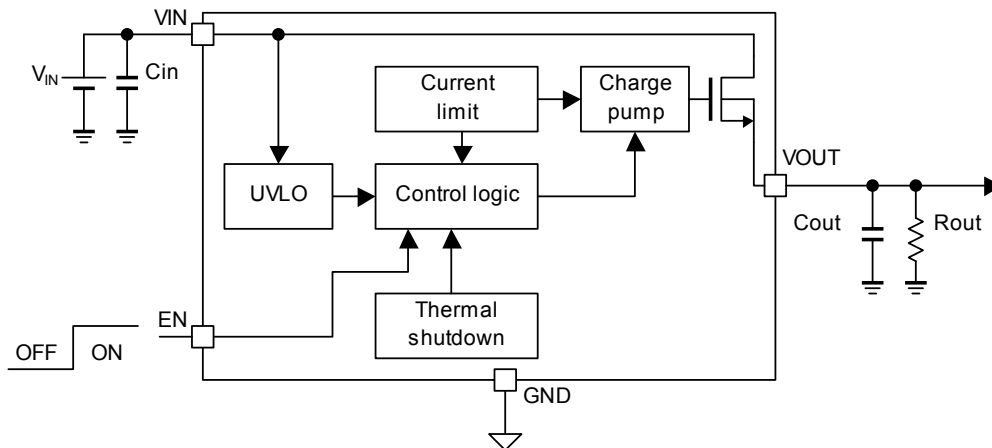 VIN
VIN
Cin
Current
limit
Charge
pump
VOUT
UVLO
Control logic
Cout
Rout
EN
Thermal
shutdown
OFF
ON
GND